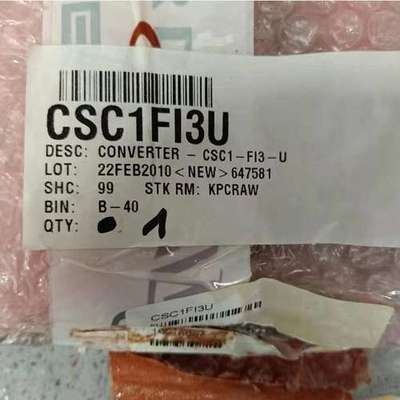 CSC1FI3U
DESC: CONVERTER - CSC1-FI3-U
LOT: 22FEB2010<NEW>647581
SHC: 99 STK RM: KPCRAW
BIN: B-40
QTY: 1
CSC1FI3U